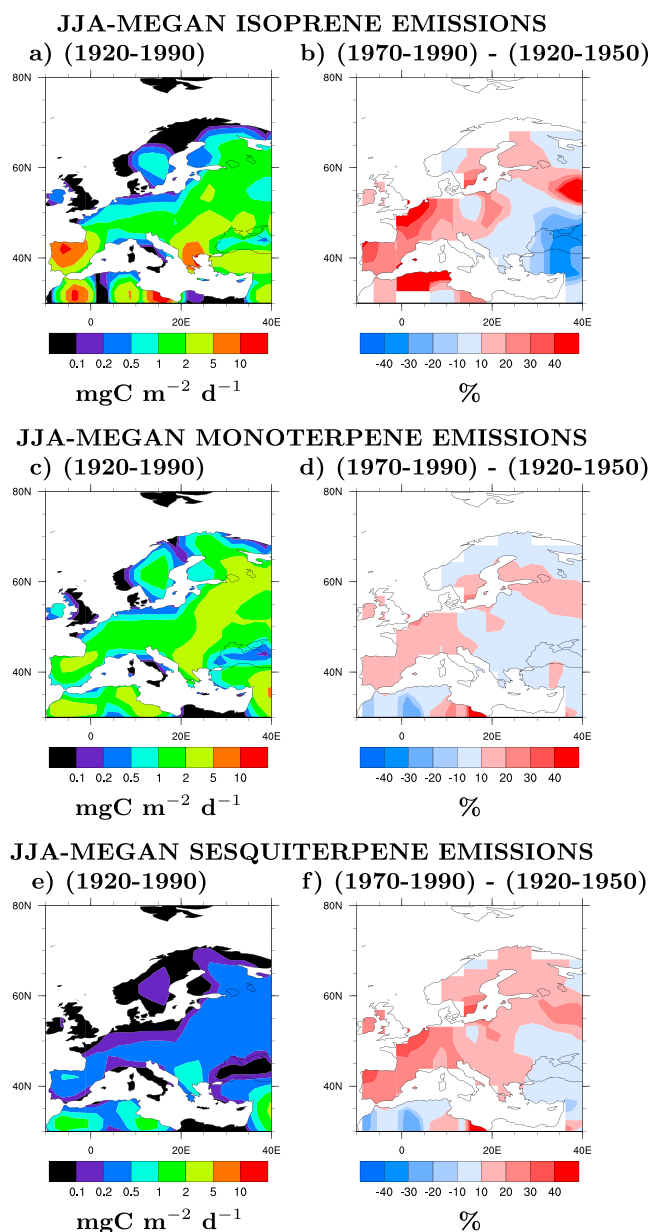 JJA-MEGAN ISOPRENE EMISSIONS
a) (1920-1990) b) (1970-1990) - (1920-1950)
80N 80N
60N 60N
40N 40N
0 20E 40E 0 20E 40E
0.1 0.2 0.5 1 2 5 10 -40 -30 -20 -10 10 20 30 40
mgC m⁻² d⁻¹ %
JJA-MEGAN MONOTERPENE EMISSIONS
c) (1920-1990) d) (1970-1990) - (1920-1950)
80N 80N
60N 60N
40N 40N
0 20E 40E 0 20E 40E
0.1 0.2 0.5 1 2 5 10 -40 -30 -20 -10 10 20 30 40
mgC m⁻² d⁻¹ %
JJA-MEGAN SESQUITERPENE EMISSIONS
e) (1920-1990) f) (1970-1990) - (1920-1950)
80N 80N
60N 60N
40N 40N
0 20E 40E 0 20E 40E
0.1 0.2 0.5 1 2 5 10 -40 -30 -20 -10 10 20 30 40
mgC m⁻² d⁻¹ %